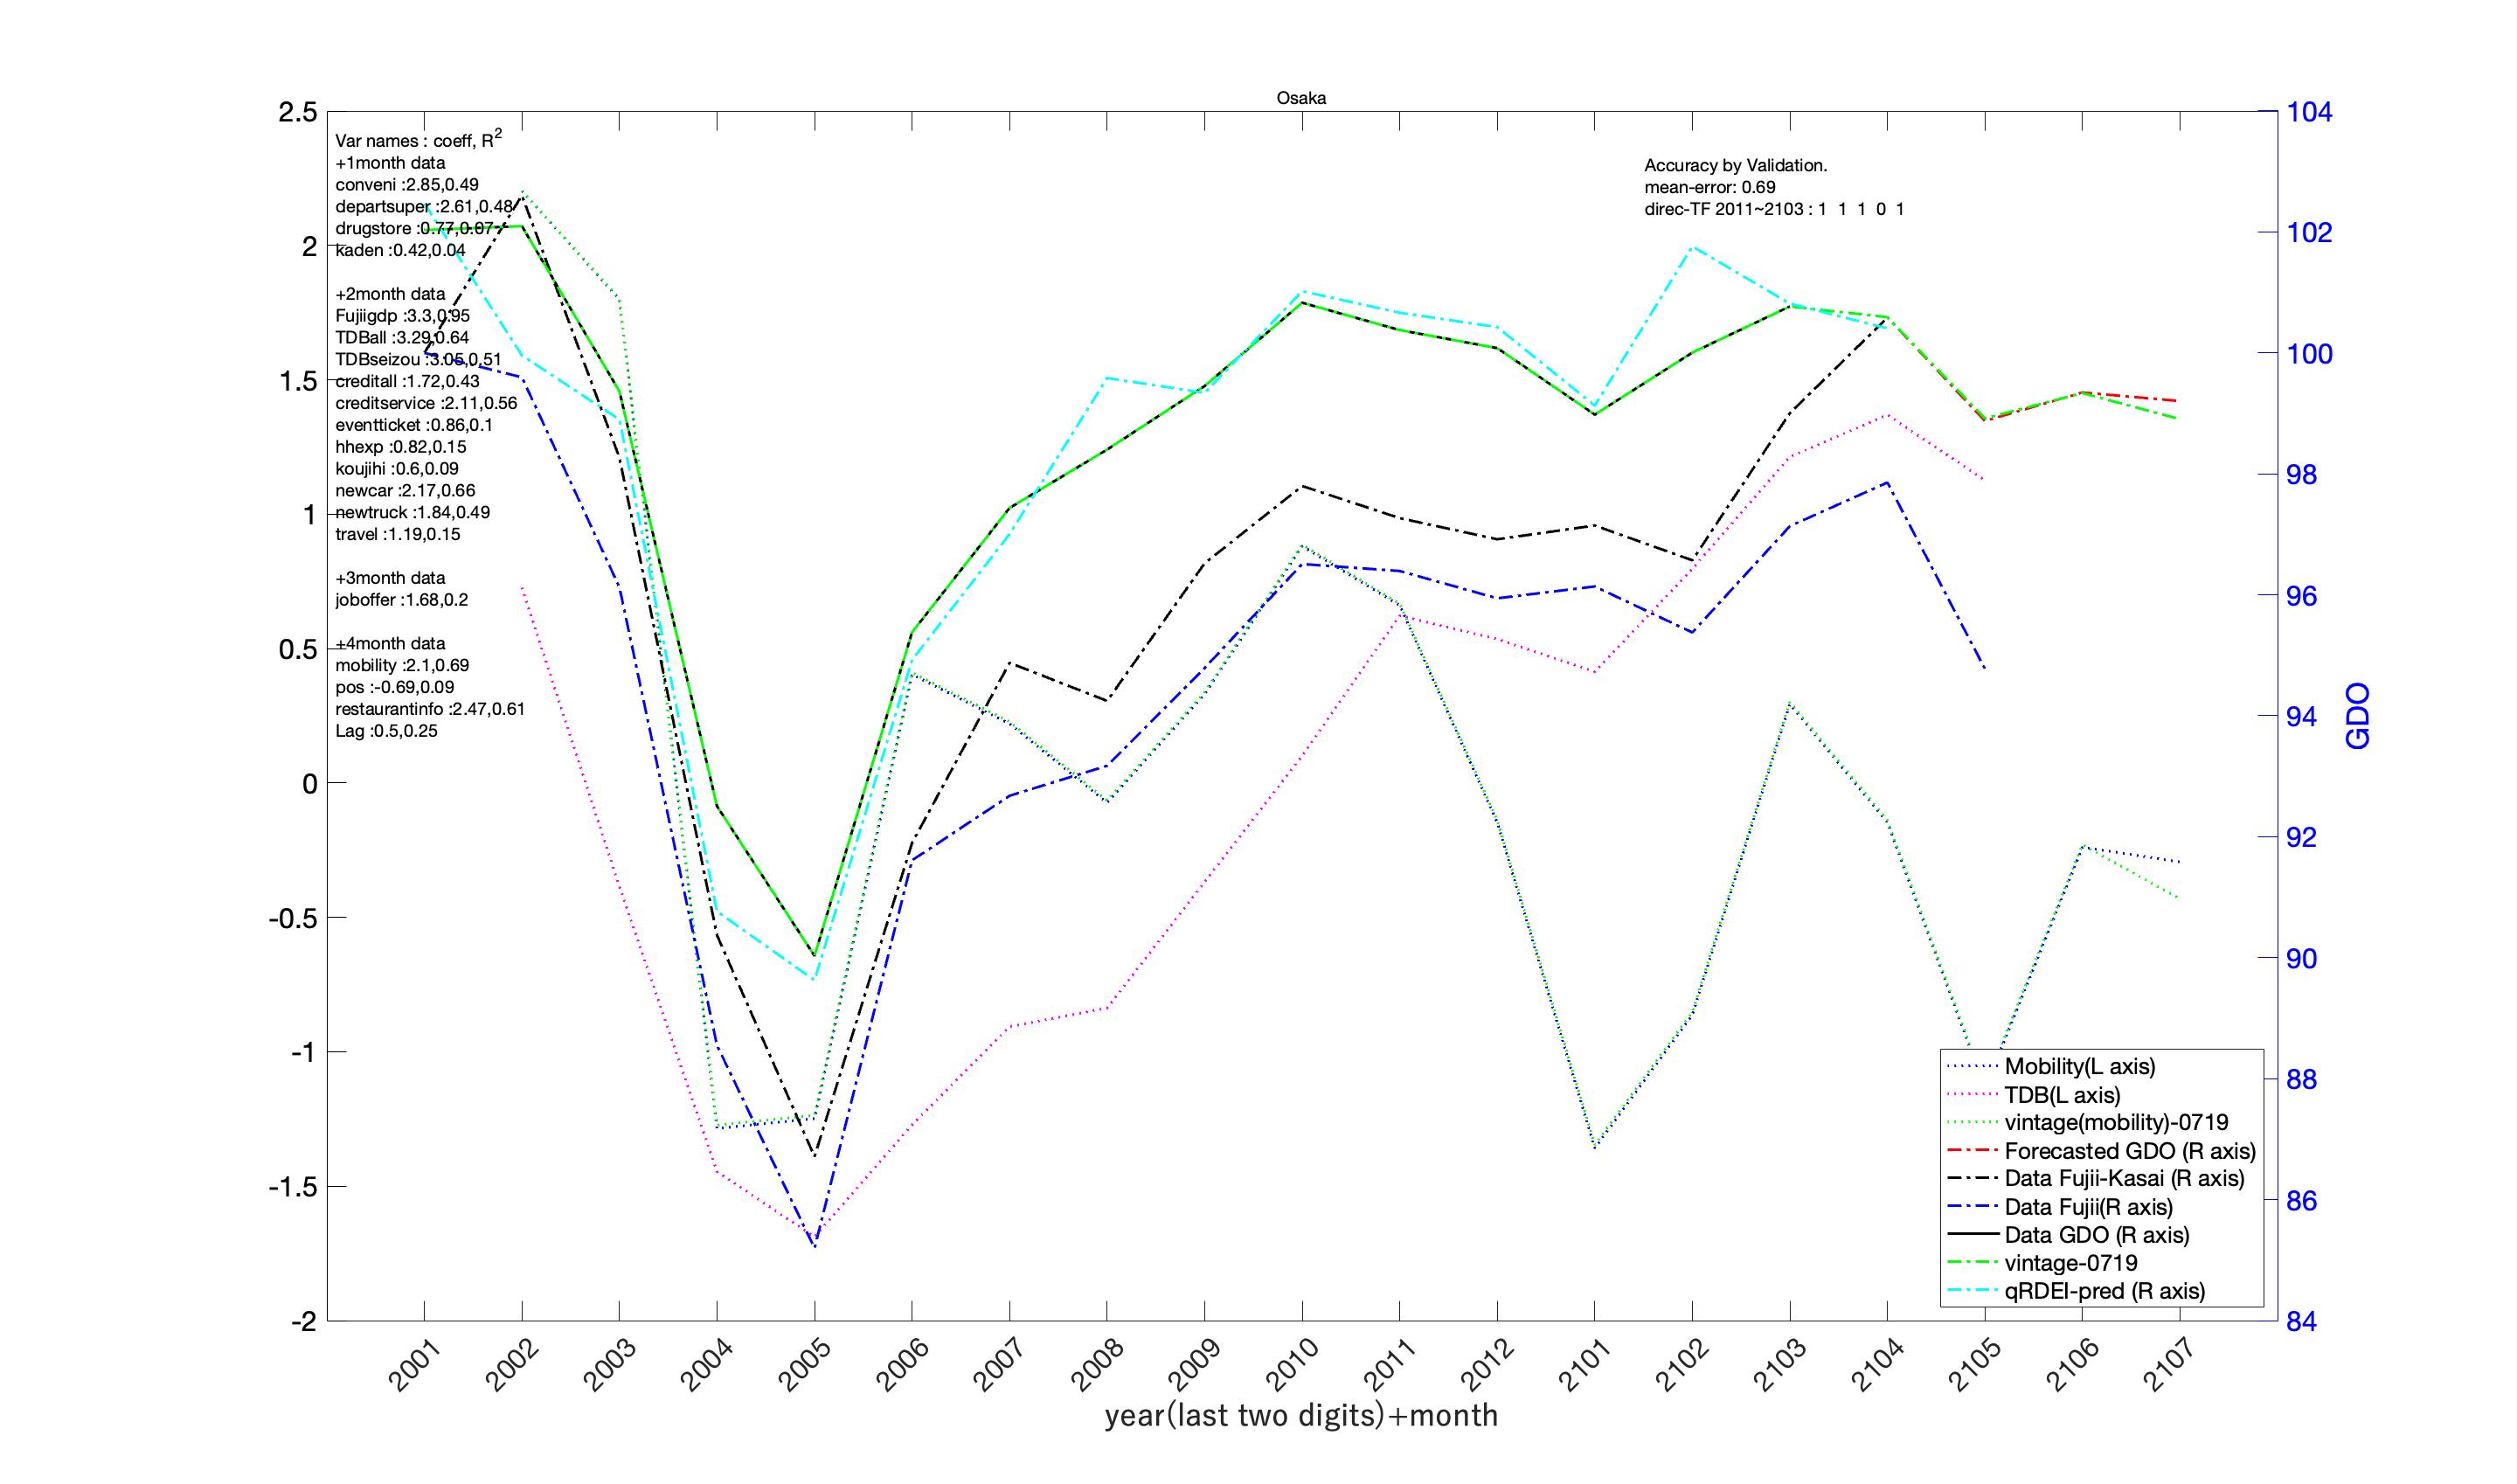 Osaka
2.5
2
1.5
1
0.5
0
-0.5
-1
-1.5
-2
Var names : coeff, R2
+1month data
conveni :2.85,0.49
departsuper :2.61,0.48
drugstore :0.77,0.07
kaden :0.42,0.04
+2month data
Fujiigdp :3.3,0.95
TDBall :3.29,0.64
TDBseizou :3.05,0.51
creditall :1.72,0.43
creditservice :2.11,0.56
eventticket :0.86,0.1
hhexp :0.82,0.15
koujihi :0.6,0.09
newcar :2.17,0.66
newtruck :1.84,0.49
travel :1.19,0.15
+3month data
joboffer :1.68,0.2
+4month data
mobility :2.1,0.69
pos :-0.69,0.09
restaurantinfo :2.47,0.61
Lag :0.5,0.25
Accuracy by Validation.
mean-error: 0.69
direc-TF 2011~2103 : 1 1 1 0 1
104
102
100
98
96
94
92
90
88
86
84
GDO
Mobility(L axis)
TDB(L axis)
vintage(mobility)-0719
Forecasted GDO (R axis)
Data Fujii-Kasai (R axis)
Data Fujii(R axis)
Data GDO (R axis)
vintage-0719
qRDEI-pred (R axis)
2001
2002
2003
2004
2005
2006
2007
2008
2009
2010
2011
2012
2101
2102
2103
2104
2105
2106
2107
year(last two digits)+month